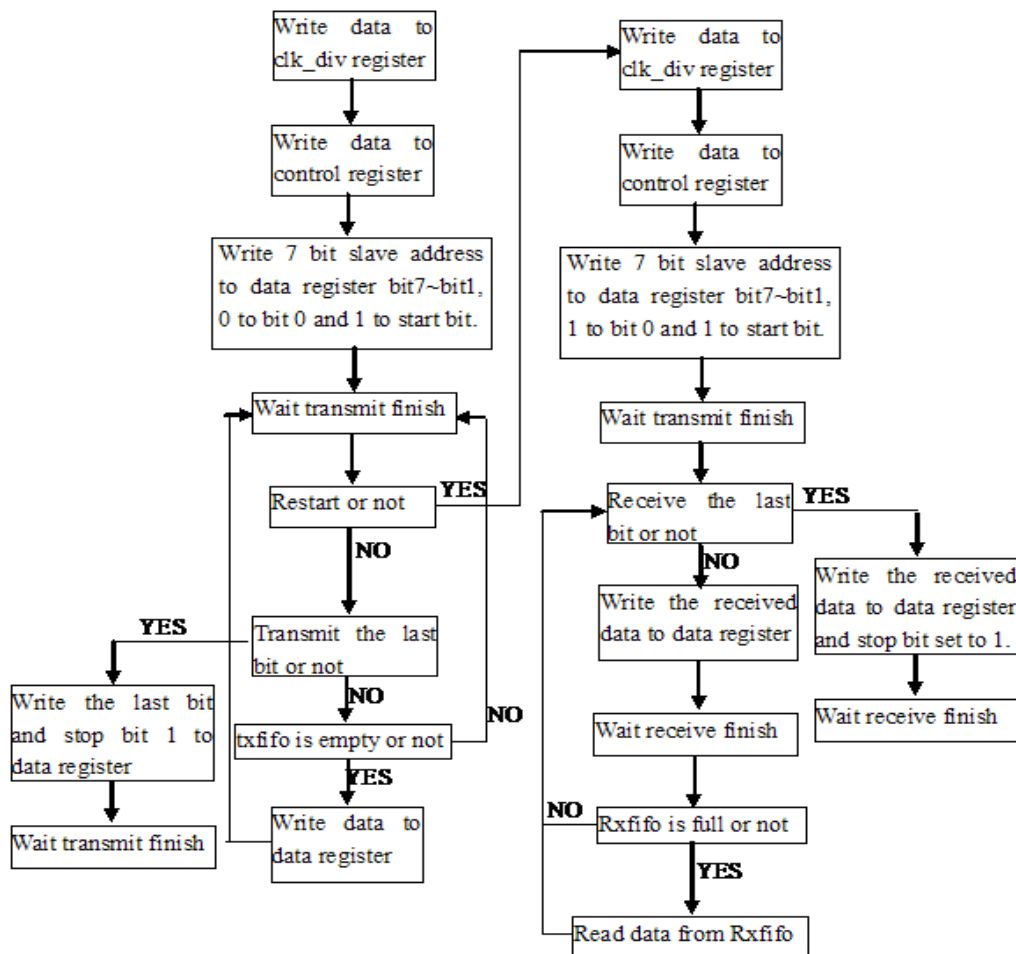 Write data to
clk_div register
Write data to
control register
Write 7 bit slave address
to data register bit7~bit1,
0 to bit 0 and 1 to start bit.
Wait transmit finish
Restart or not
YES
NO
Transmit the last
bit or not
YES
NO
Write the last bit
and stop bit 1 to
data register
Wait transmit finish
txfifo is empty or not
NO
YES
Write data to
data register
Write data to
clk_div register
Write data to
control register
Write 7 bit slave address
to data register bit7~bit1,
1 to bit 0 and 1 to start bit.
Wait transmit finish
Receive the last
bit or not
YES
NO
Write the received
data to data register
Write the received
data to data register
and stop bit set to 1.
Wait receive finish
Wait receive finish
Rxfifo is full or not
NO
YES
Read data from Rxfifo